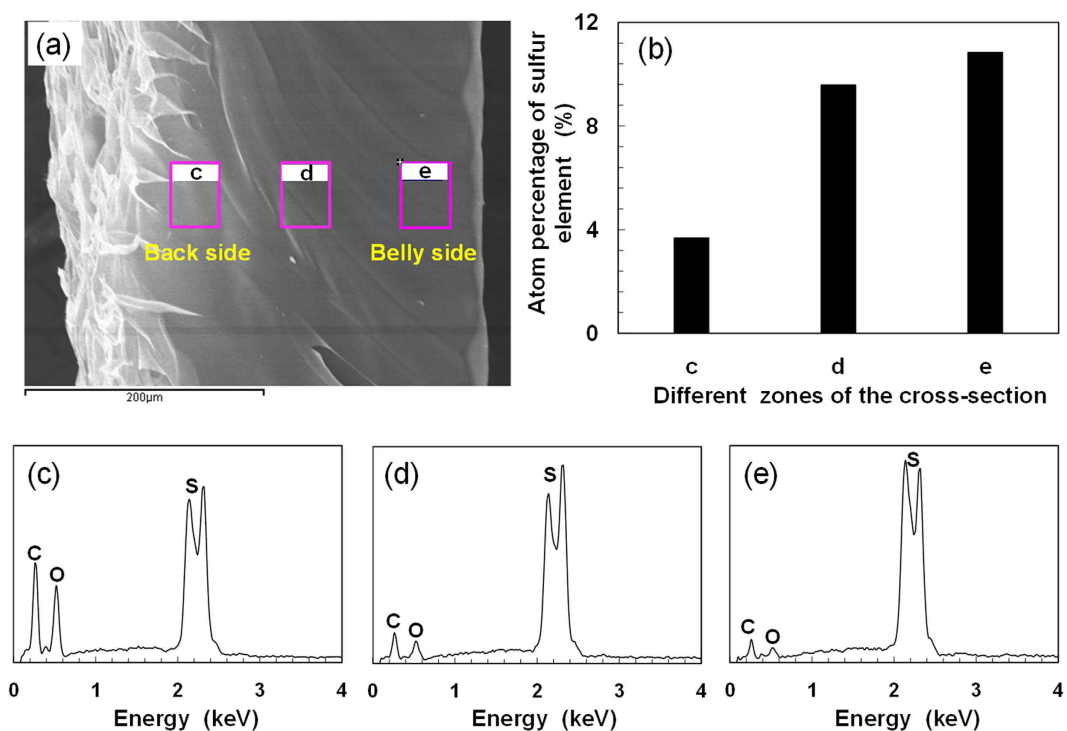 (a)
c
d
e
Back side
Belly side
200μm
(b)
Atom percentage of sulfur
element (%)
12
8
4
0
c
d
e
Different zones of the cross-section
(c)
C
O
S
0
1
2
3
4
Energy (keV)
(d)
C
O
S
0
1
2
3
4
Energy (keV)
(e)
C
O
S
0
1
2
3
4
Energy (keV)